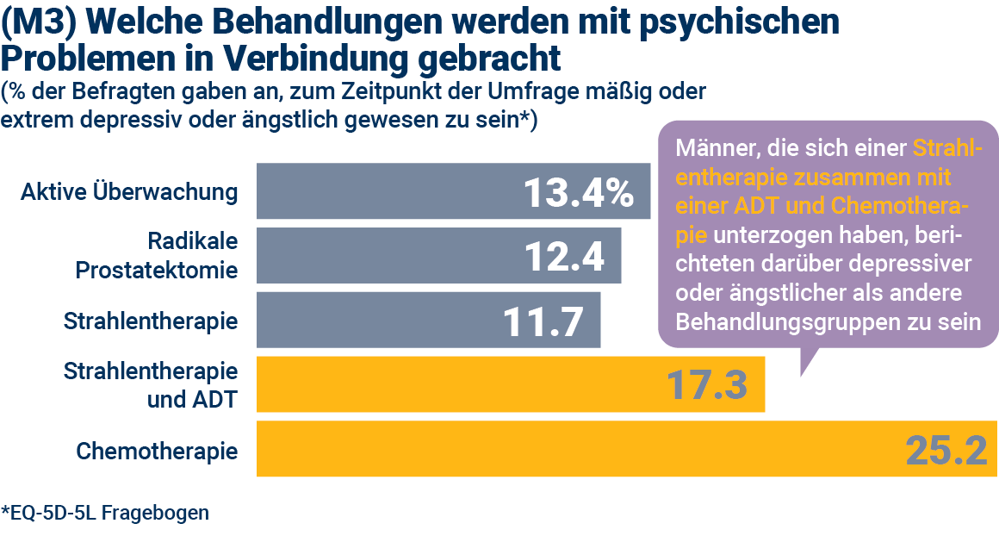 (M3) Welche Behandlungen werden mit psychischen
Problemen in Verbindung gebracht
(% der Befragten gaben an, zum Zeitpunkt der Umfrage mäßig oder
extrem depressiv oder ängstlich gewesen zu sein*)
Männer, die sich einer Strahl-
entherapie zusammen mit
einer ADT und Chemothera-
pie unterzogen haben, beri-
chteten darüber depressiver
oder ängstlicher als andere
Behandlungsgruppen zu sein
Aktive Überwachung
13.4%
Radikale
Prostatektomie
12.4
Strahlentherapie
11.7
Strahlentherapie
und ADT
17.3
Chemotherapie
25.2
*EQ-5D-5L Fragebogen